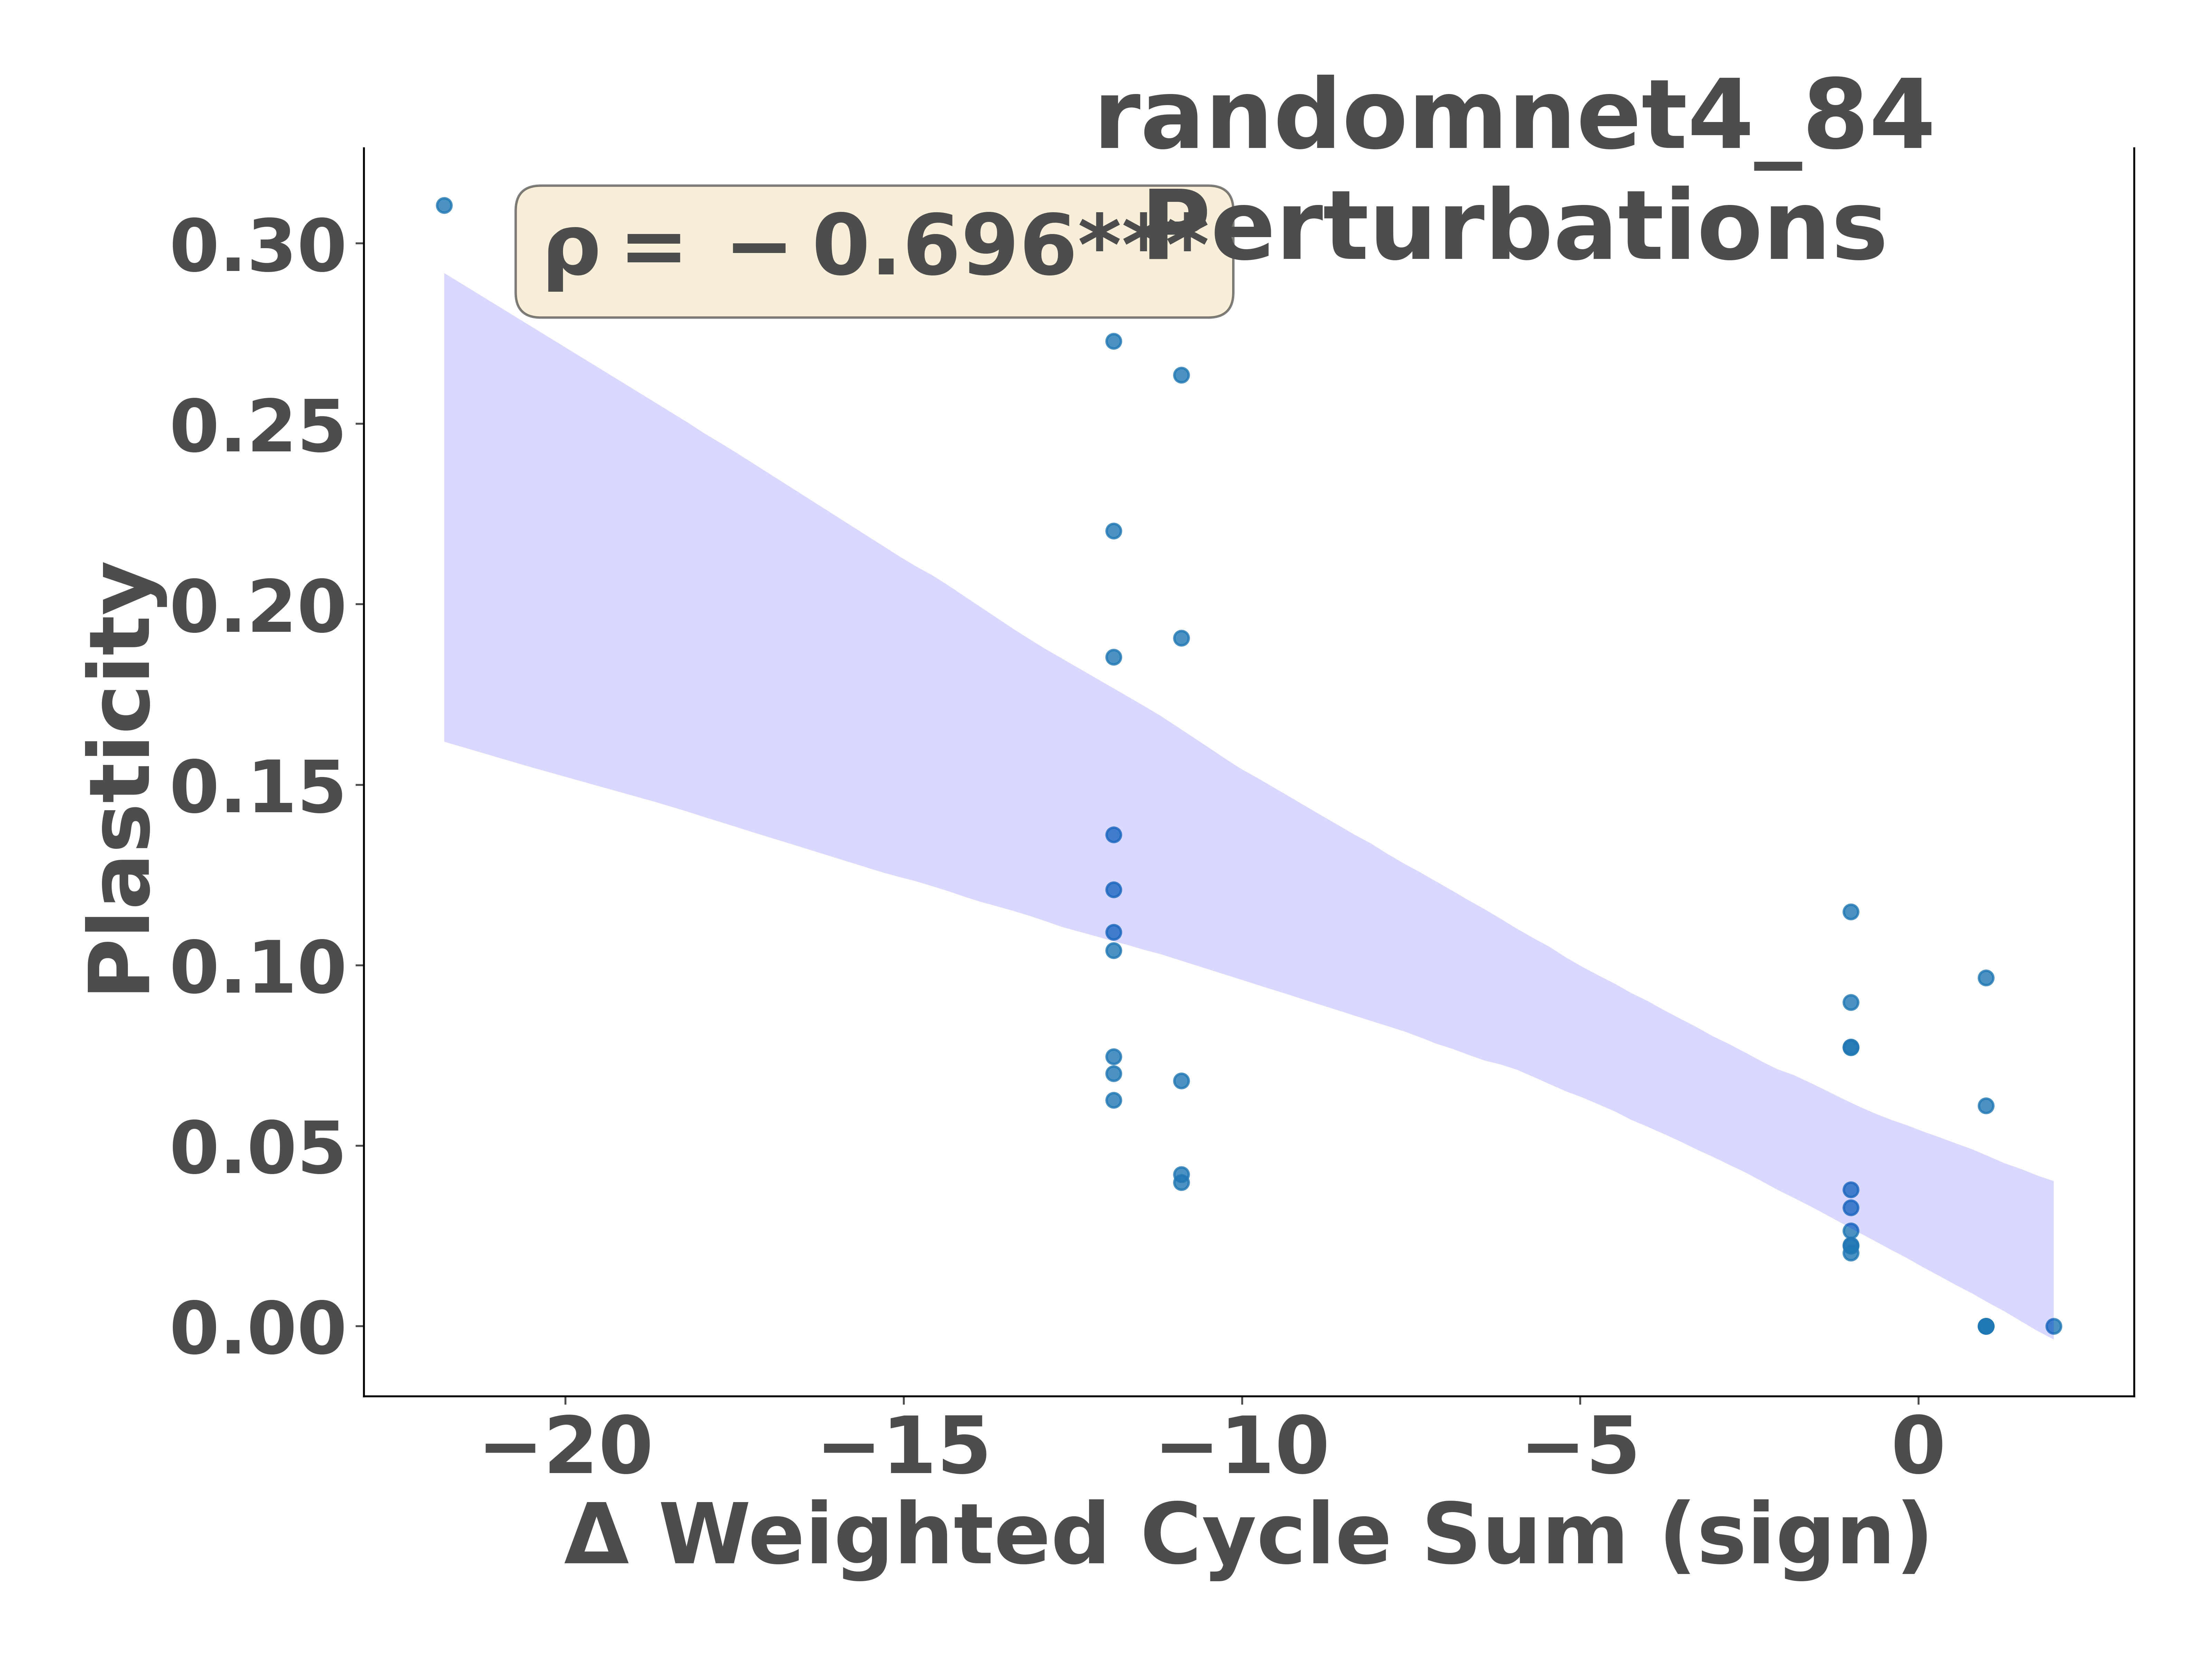 randomnet4_84
Perturbations
ρ = − 0.696***
Plasticity
0.30
0.25
0.20
0.15
0.10
0.05
0.00
−20 −15 −10 −5 0
Δ Weighted Cycle Sum (sign)